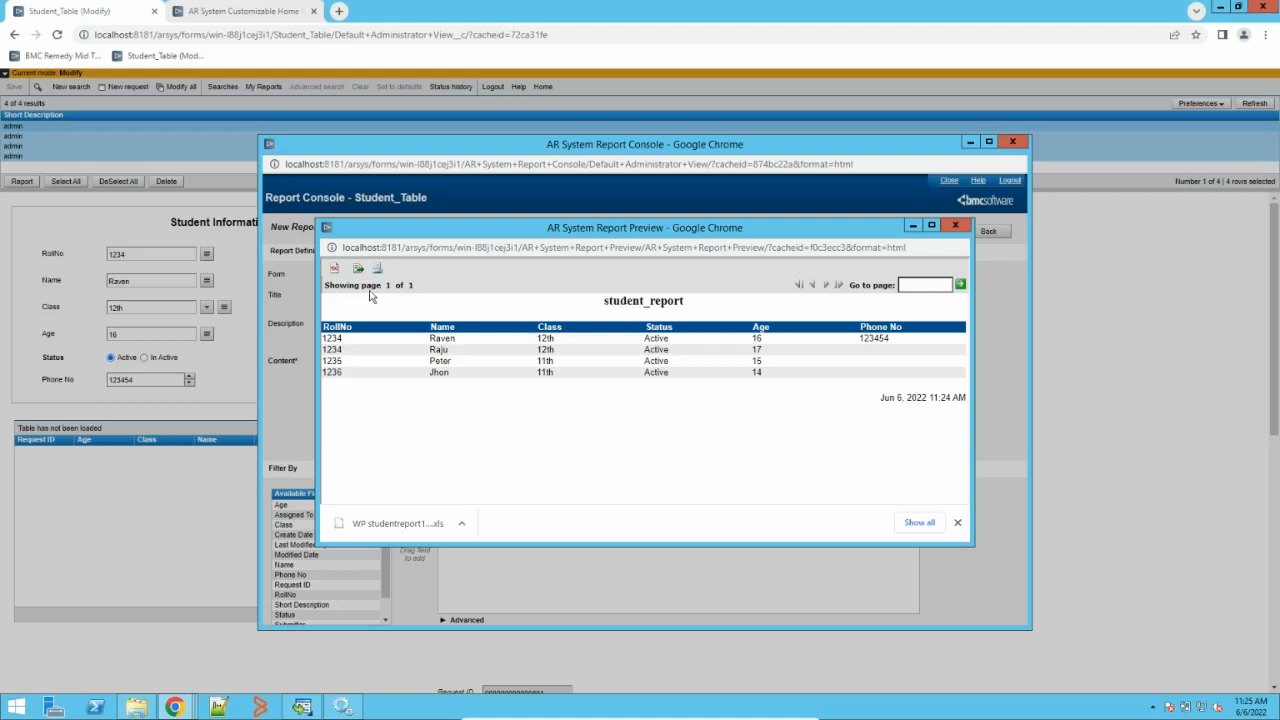 Student_Table (Modify)
AR System Customizable Home
localhost:8181/arsys/forms/win-l88j1cej3i1/Student_Table/Default+Administrator+View__c/?cacheid=72ca31fe
BMC Remedy Mid T...
Student_Table (Mod...
Current mode: Modify
Save
New search
New request
Modify all
Searches
My Reports
Advanced search
Clear
Set to defaults
Status history
Logout
Help
Home
4 of 4 results
Preferences
Refresh
Short Description
admin
admin
admin
admin
Report
Select All
DeSelect All
Delete
Number 1 of 4 | 4 rows selected
Student Informati
RollNo
1234
Name
Raven
Class
12th
Age
16
Status
Active
In Active
Phone No
123454
Table has not been loaded
Request ID
Age
Class
Name
AR System Report Console - Google Chrome
localhost:8181/arsys/forms/win-l88j1cej3i1/AR+System+Report+Console/Default+Administrator+View/?cacheid=874bc22a&format=html
Close
Help
Logout
Report Console - Student_Table
bmcsoftware
New Repo
Back
Report Defin
Form
Title
Description
Content*
Filter By
Available Fi
Age
Assigned To
Class
Create Date
Last Modified
Modified Date
Name
Phone No
Request ID
RollNo
Short Description
Status
Submitter
Drag field
to add
Advanced
AR System Report Preview - Google Chrome
localhost:8181/arsys/forms/win-l88j1cej3i1/AR+System+Report+Preview/AR+System+Report+Preview/?cacheid=f0c3ecc3&format=html
Showing page 1 of 1
Go to page:
student_report
RollNo Name Class Status Age Phone No
1234 Raven 12th Active 16 123454
1234 Raju 12th Active 17
1235 Peter 11th Active 15
1236 Jhon 11th Active 14
Jun 6, 2022 11:24 AM
WP studentreport1....xls
Show all
Request ID
11:25 AM
6/6/2022